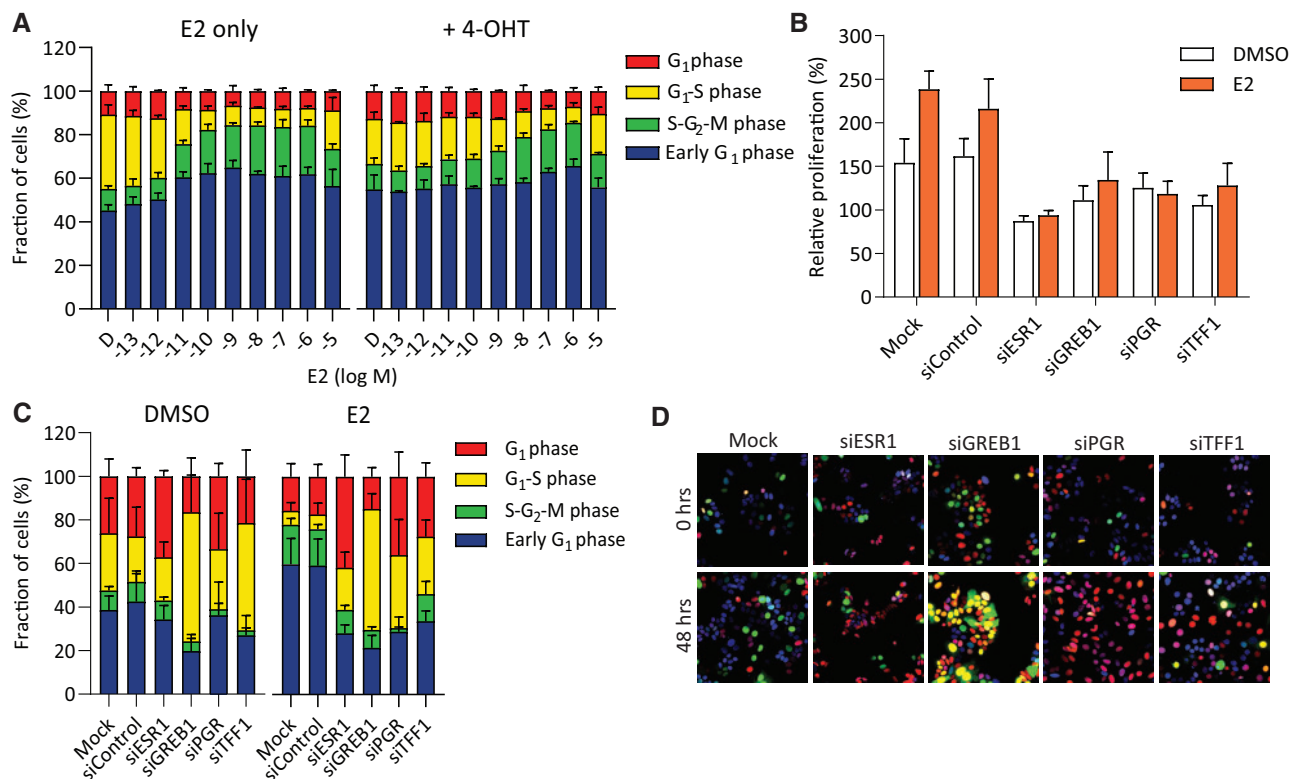 A
E2 only
+ 4-OHT
Fraction of cells (%)
120
100
80
60
40
20
0
D
-13
-12
-11
-10
-9
-8
-7
-6
-5
D
-13
-12
-11
-10
-9
-8
-7
-6
-5
E2 (log M)
G1 phase
G1-S phase
S-G2-M phase
Early G1 phase
B
Relative proliferation (%)
300
250
200
150
100
50
0
Mock
siControl
siESR1
siGREB1
siPGR
siTFF1
DMSO
E2
C
DMSO
E2
Fraction of cells (%)
120
100
80
60
40
20
0
Mock
siControl
siESR1
siGREB1
siPGR
siTFF1
Mock
siControl
siESR1
siGREB1
siPGR
siTFF1
G1 phase
G1-S phase
S-G2-M phase
Early G1 phase
D
Mock
siESR1
siGREB1
siPGR
siTFF1
0 hrs
48 hrs